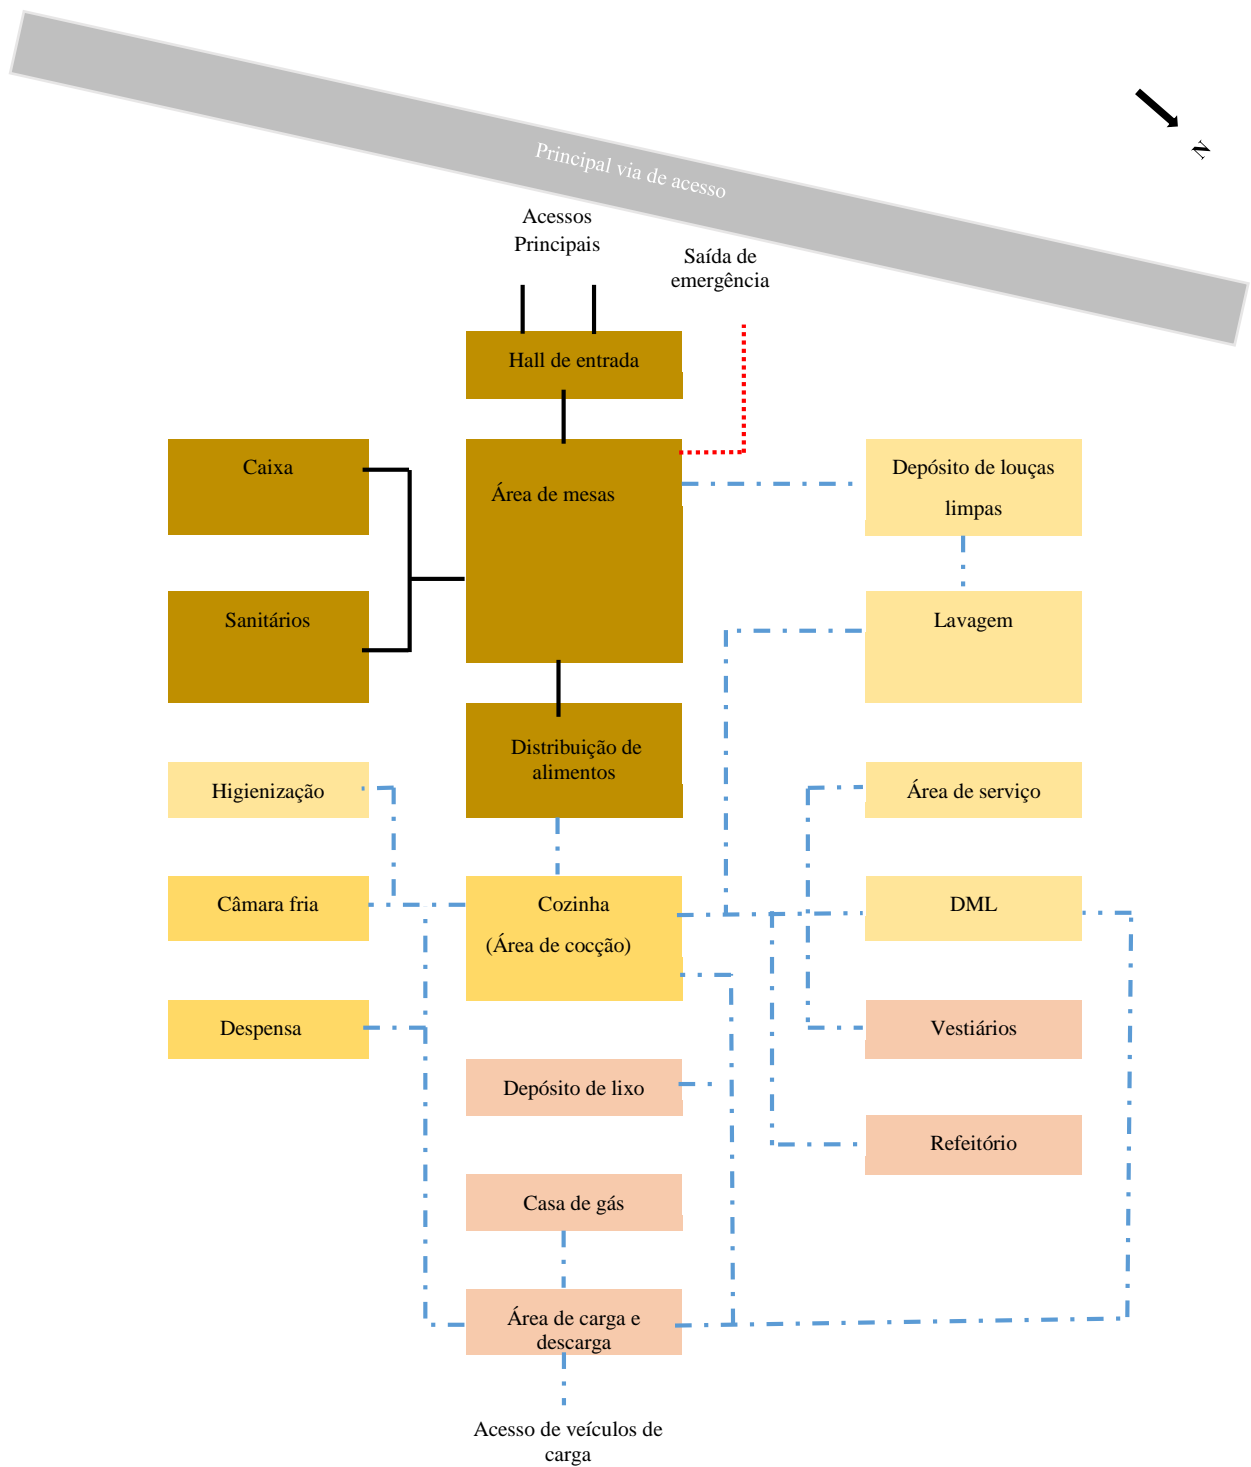 Principal via de acesso
N
Acessos
Principais
Saída de
emergência
Hall de entrada
Caixa
Área de mesas
Depósito de louças
limpas
Sanitários
Lavagem
Distribuição de
alimentos
Higienização
Área de serviço
Câmara fria
Cozinha
(Área de cocção)
DML
Despensa
Vestiários
Depósito de lixo
Refeitório
Casa de gás
Área de carga e
descarga
Acesso de veículos de
carga